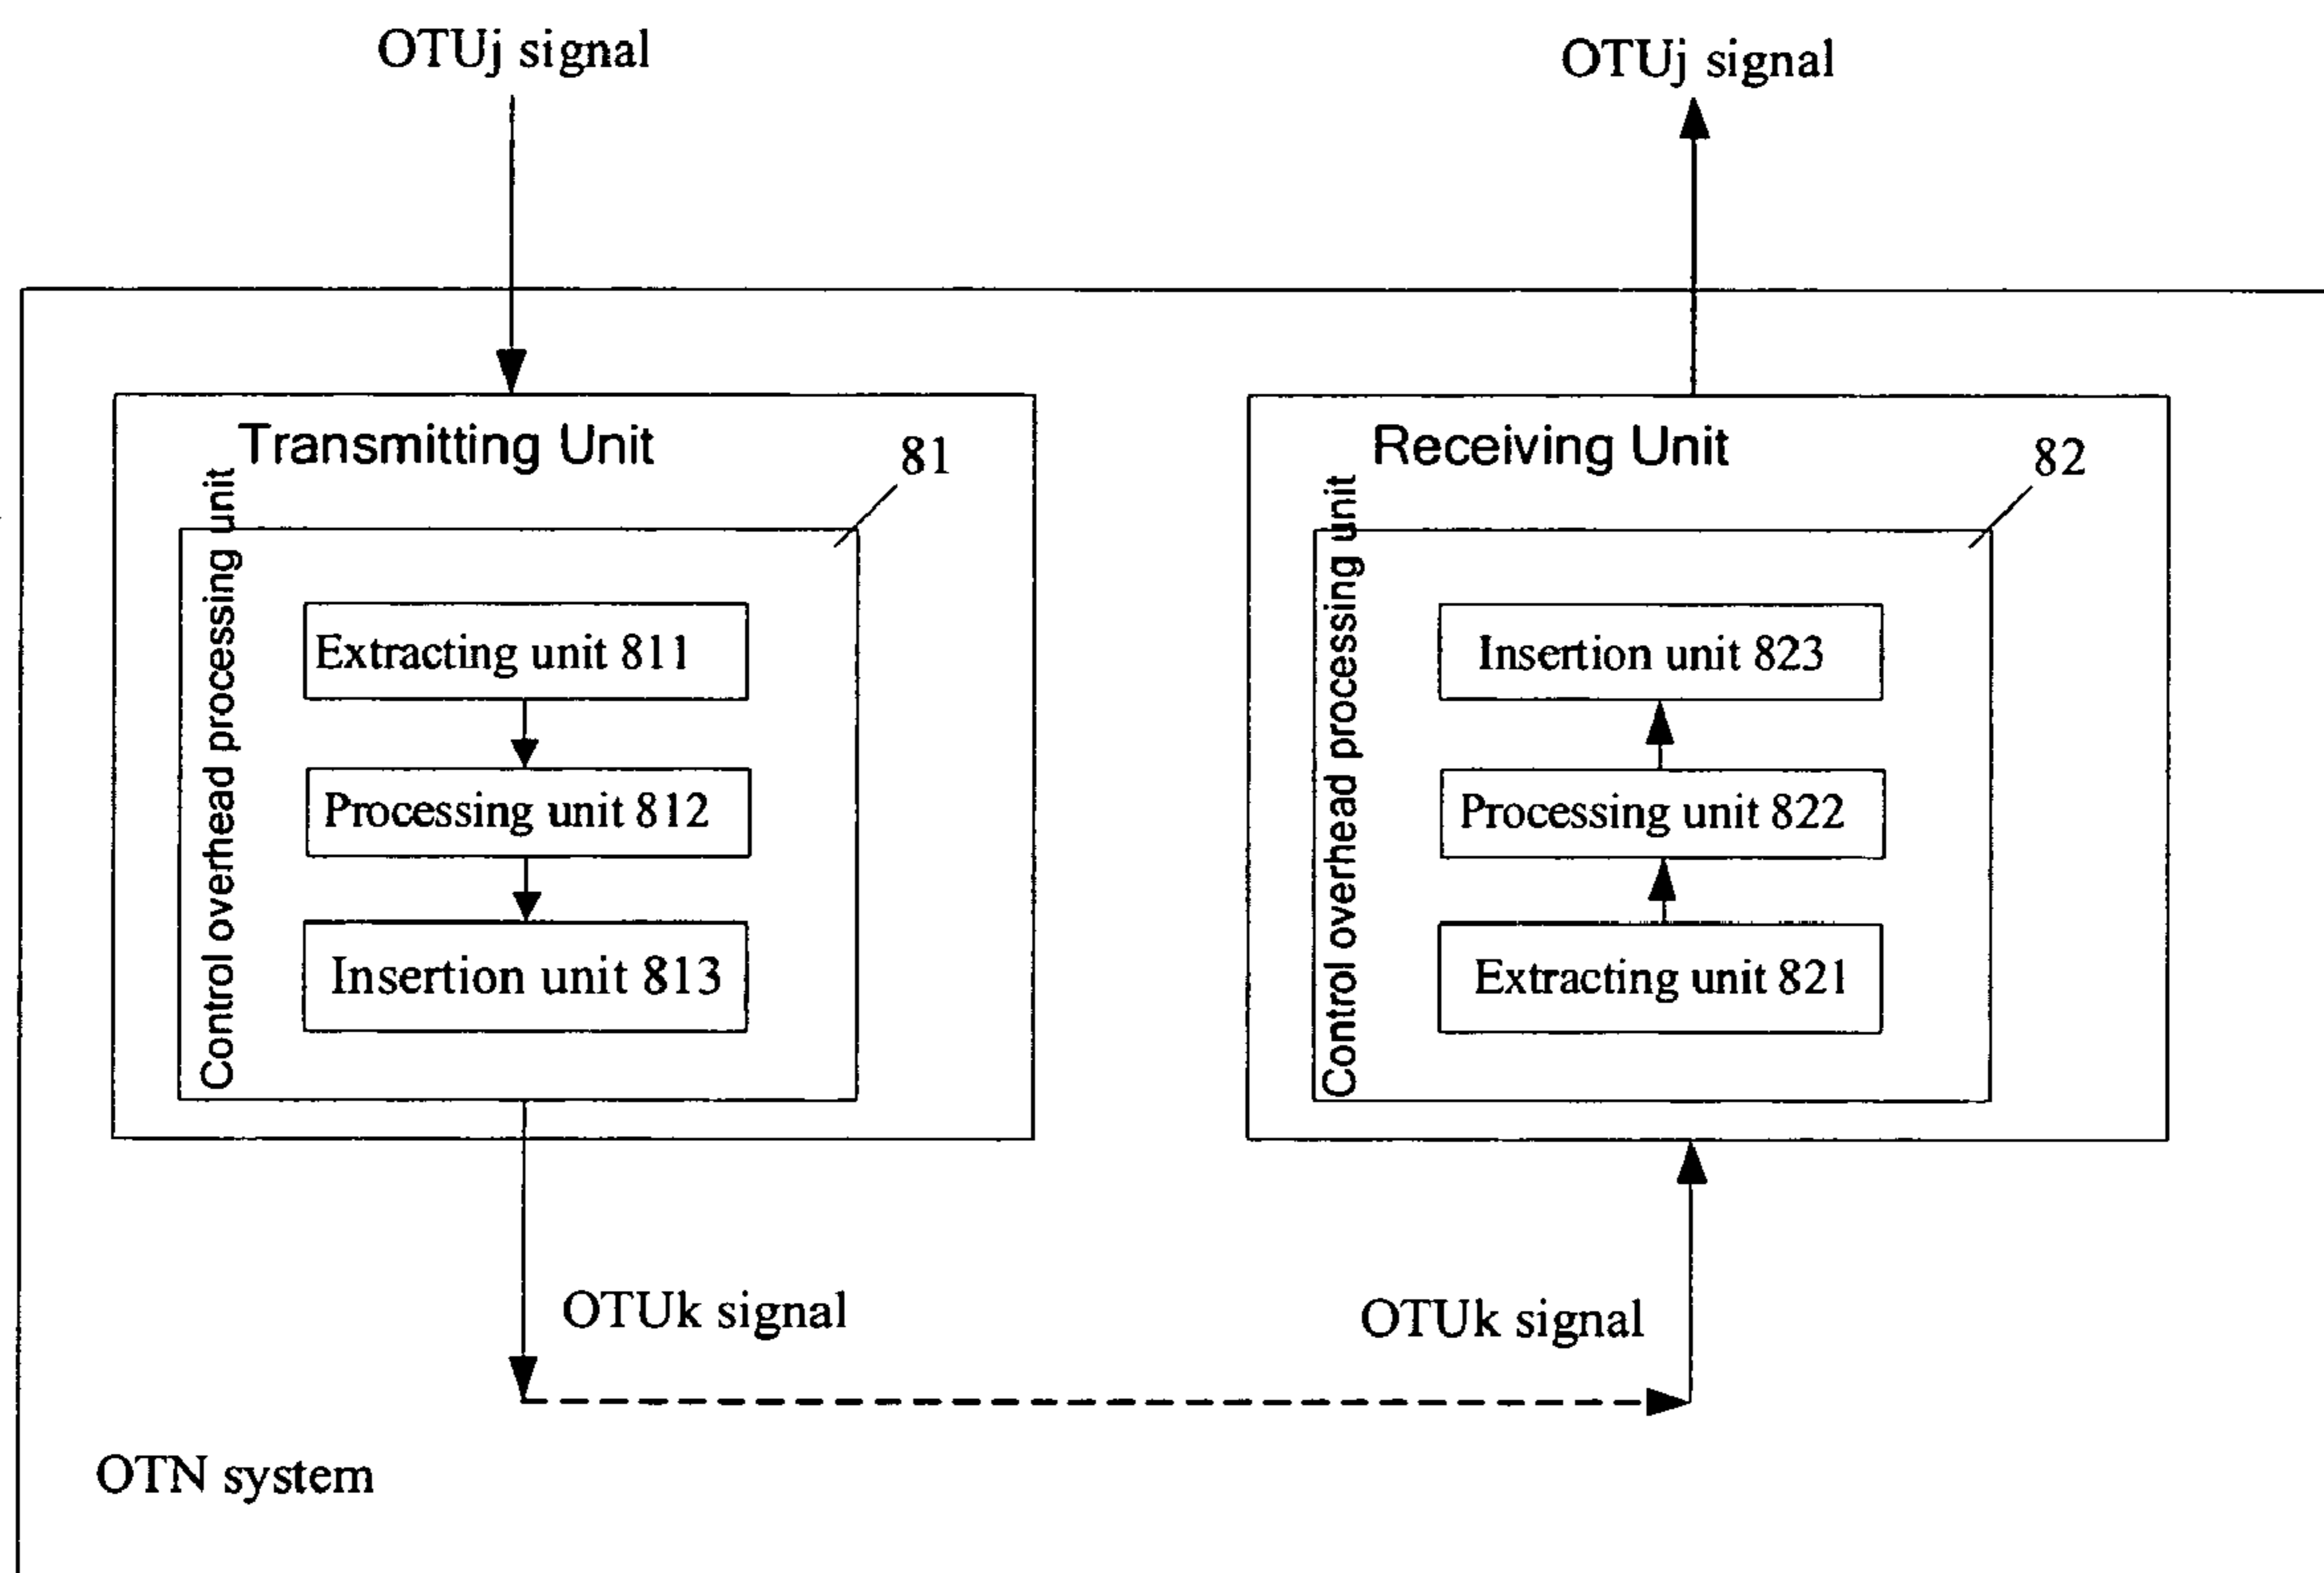 OTUj signal
OTUj signal
Transmitting Unit
81
Control overhead processing unit
Extracting unit 811
Processing unit 812
Insertion unit 813
Receiving Unit
82
Control overhead processing unit
Insertion unit 823
Processing unit 822
Extracting unit 821
OTUk signal
OTUk signal
OTN system